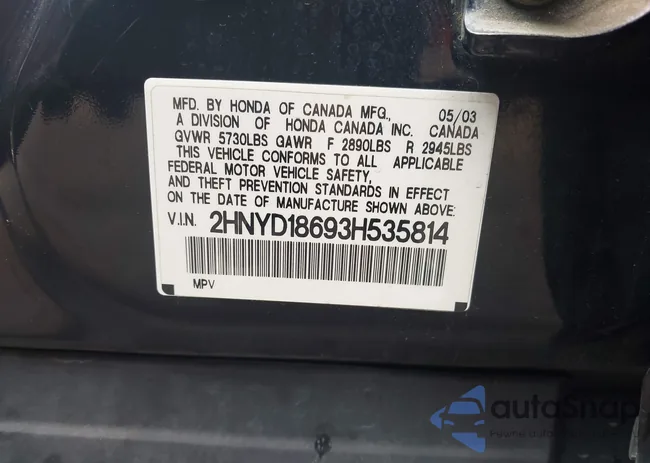 MFD. BY HONDA OF CANADA MFG., 05/03
A DIVISION OF HONDA CANADA INC. CANADA
GVWR 5730LBS GAWR F 2890LBS R 2945LBS
THIS VEHICLE CONFORMS TO ALL APPLICABLE
FEDERAL MOTOR VEHICLE SAFETY,
AND THEFT PREVENTION STANDARDS IN EFFECT
ON THE DATE OF MANUFACTURE SHOWN ABOVE:
V.I.N. 2HNYD18693H535814
MPV
autoSnap